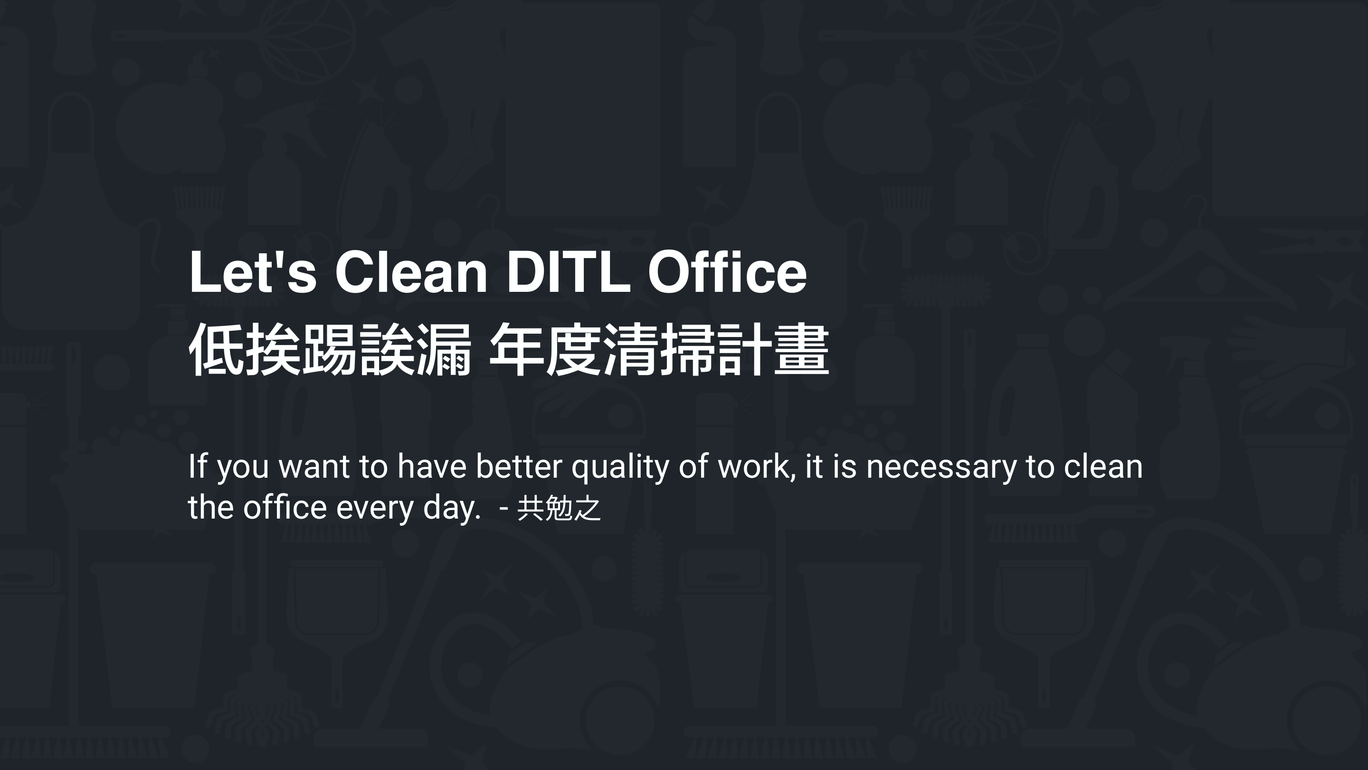 Let's Clean DITL Office
低挨踢誒漏 年度清掃計畫
If you want to have better quality of work, it is necessary to clean
the office every day.  - 共勉之